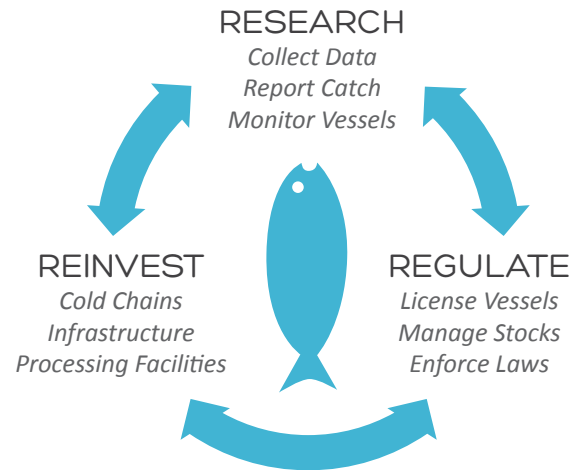 RESEARCH
Collect Data
Report Catch
Monitor Vessels
REINVEST
Cold Chains
Infrastructure
Processing Facilities
REGULATE
License Vessels
Manage Stocks
Enforce Laws